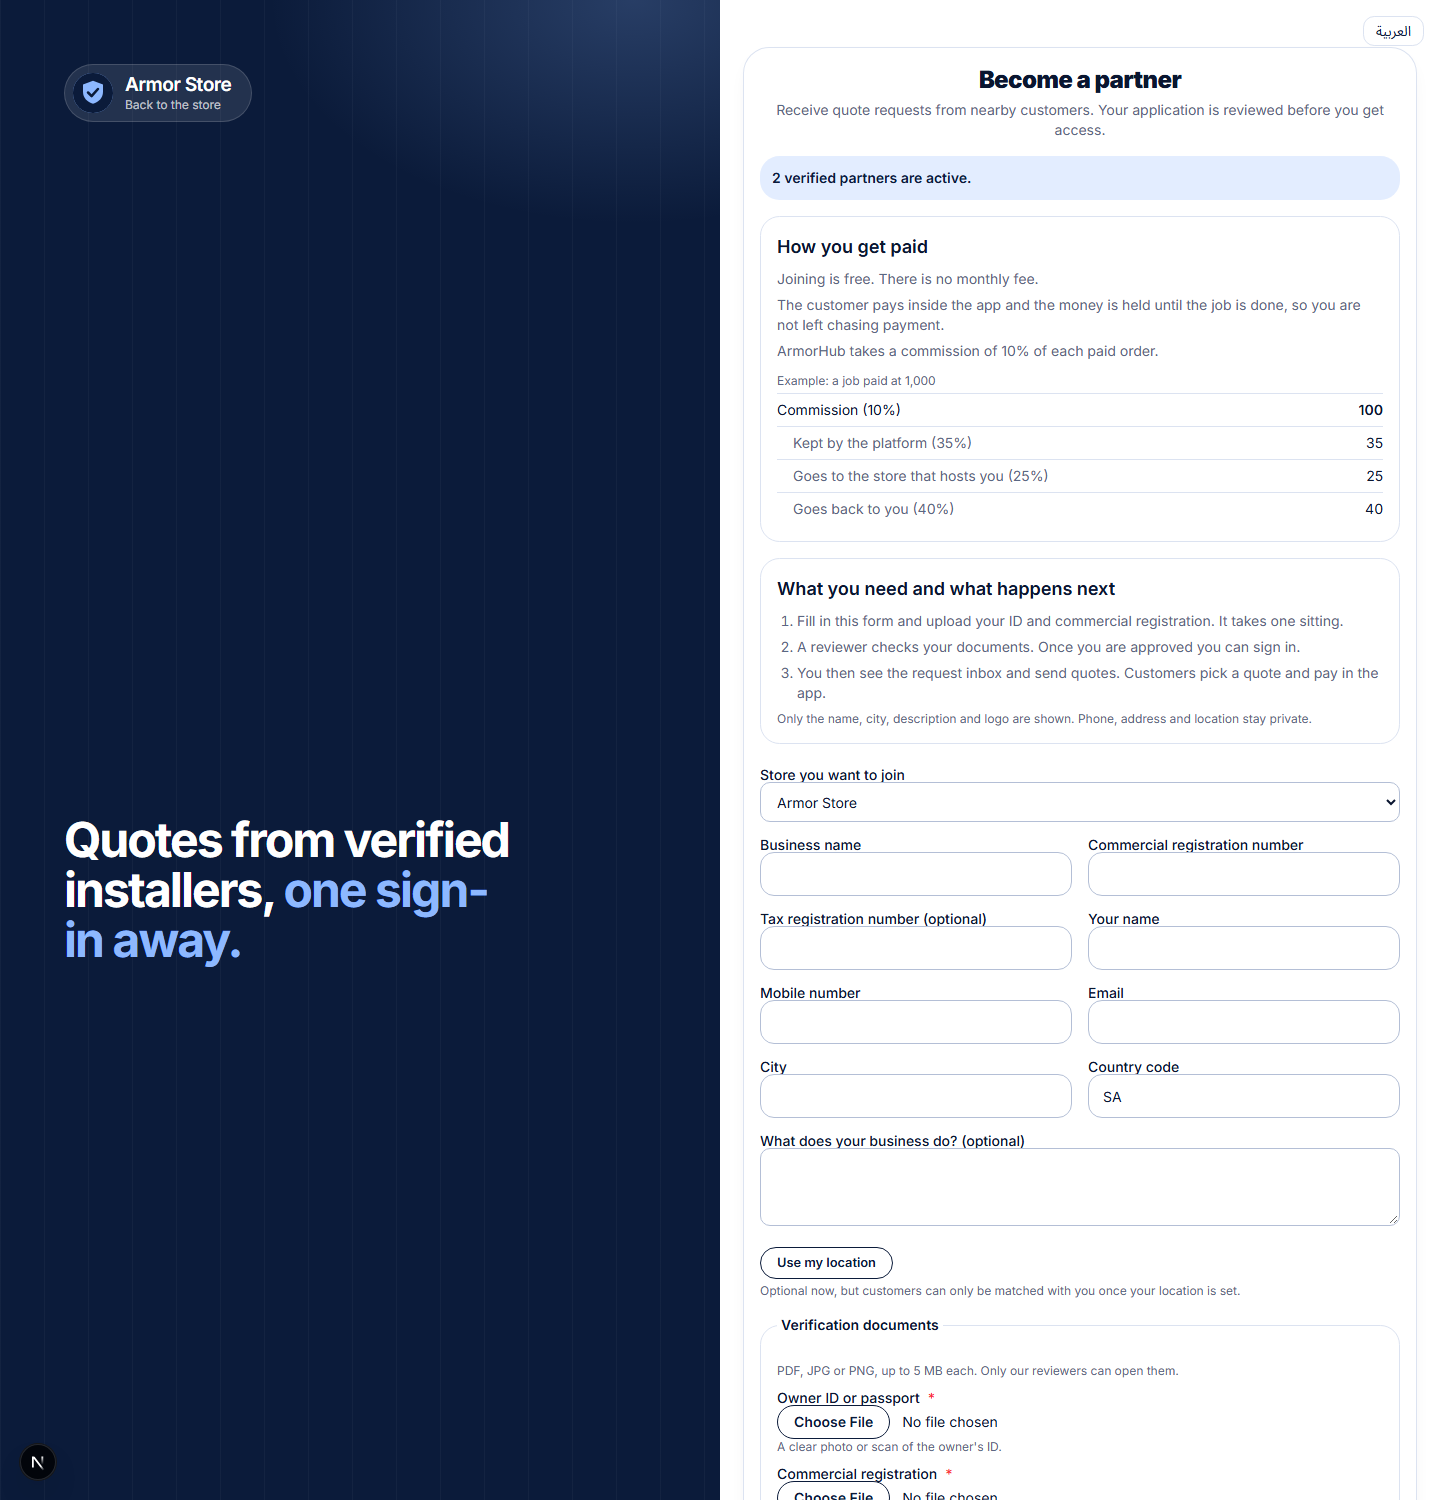 Armor Store
Back to the store
Quotes from verified
installers, one sign-
in away.
N
العربية
Become a partner
Receive quote requests from nearby customers. Your application is reviewed before you get
access.
2 verified partners are active.
How you get paid
Joining is free. There is no monthly fee.
The customer pays inside the app and the money is held until the job is done, so you are
not left chasing payment.
ArmorHub takes a commission of 10% of each paid order.
Example: a job paid at 1,000
Commission (10%) 100
Kept by the platform (35%) 35
Goes to the store that hosts you (25%) 25
Goes back to you (40%) 40
What you need and what happens next
1. Fill in this form and upload your ID and commercial registration. It takes one sitting.
2. A reviewer checks your documents. Once you are approved you can sign in.
3. You then see the request inbox and send quotes. Customers pick a quote and pay in the
app.
Only the name, city, description and logo are shown. Phone, address and location stay private.
Store you want to join
Armor Store
Business name Commercial registration number
Tax registration number (optional) Your name
Mobile number Email
City Country code
SA
What does your business do? (optional)
Use my location
Optional now, but customers can only be matched with you once your location is set.
Verification documents
PDF, JPG or PNG, up to 5 MB each. Only our reviewers can open them.
Owner ID or passport *
Choose File No file chosen
A clear photo or scan of the owner's ID.
Commercial registration *
Choose File No file chosen